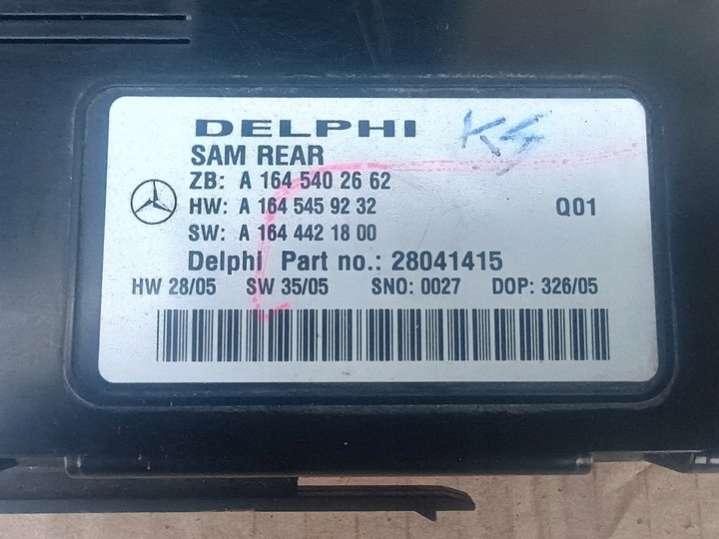 DELPHI K4
SAM REAR
ZB: A 164 540 26 62
HW: A 164 545 92 32 Q01
SW: A 164 442 18 00
Delphi Part no.: 28041415
HW 28/05 SW 35/05 SNO: 0027 DOP: 326/05